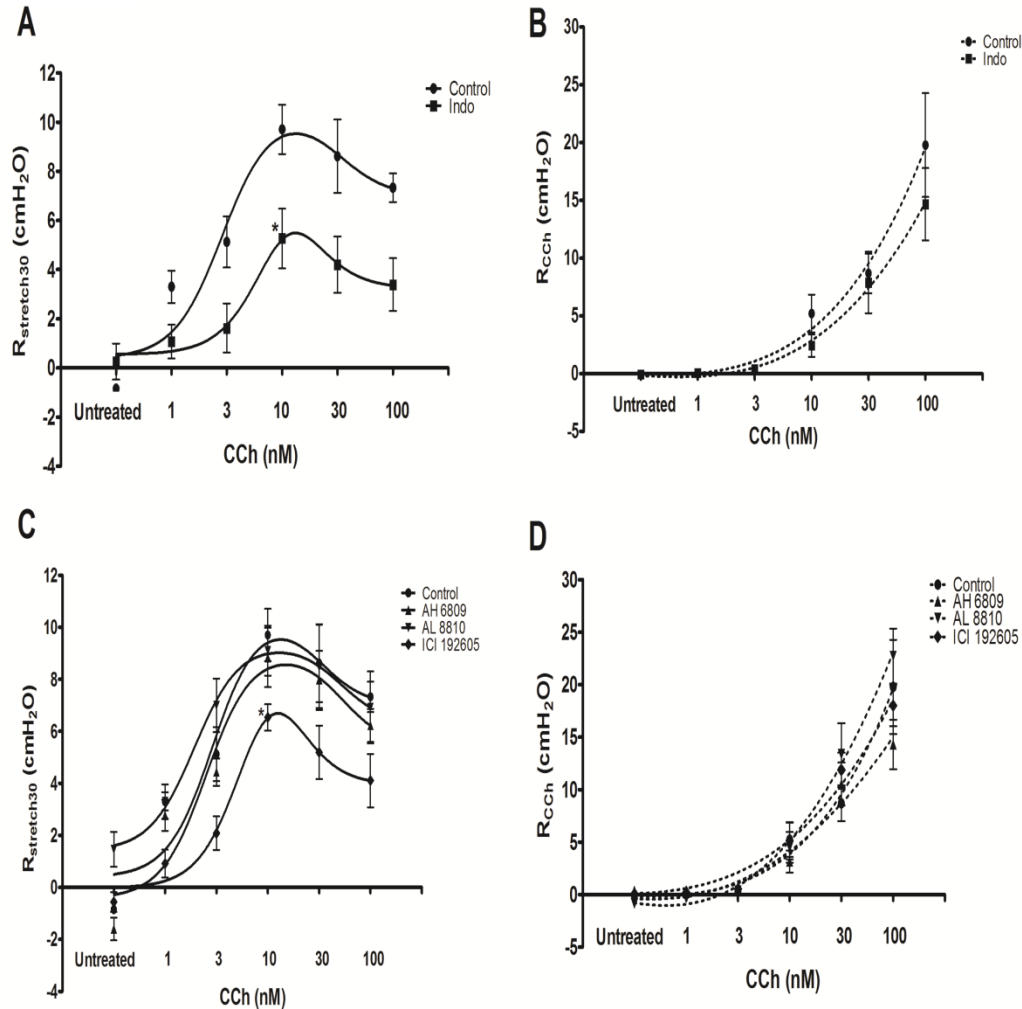 A
Rstretch30 (cmH2O)
12
10
8
6
4
2
0
-2
-4
Control
Indo
*
Untreated 1 3 10 30 100
CCh (nM)
B
RCCh (cmH2O)
30
25
20
15
10
5
0
-5
Control
Indo
Untreated 1 3 10 30 100
CCh (nM)
C
Rstretch30 (cmH2O)
12
10
8
6
4
2
0
-2
-4
Control
AH 6809
AL 8810
ICI 192605
*
Untreated 1 3 10 30 100
CCh (nM)
D
RCCh (cmH2O)
30
25
20
15
10
5
0
-5
Control
AH 6809
AL 8810
ICI 192605
Untreated 1 3 10 30 100
CCh (nM)